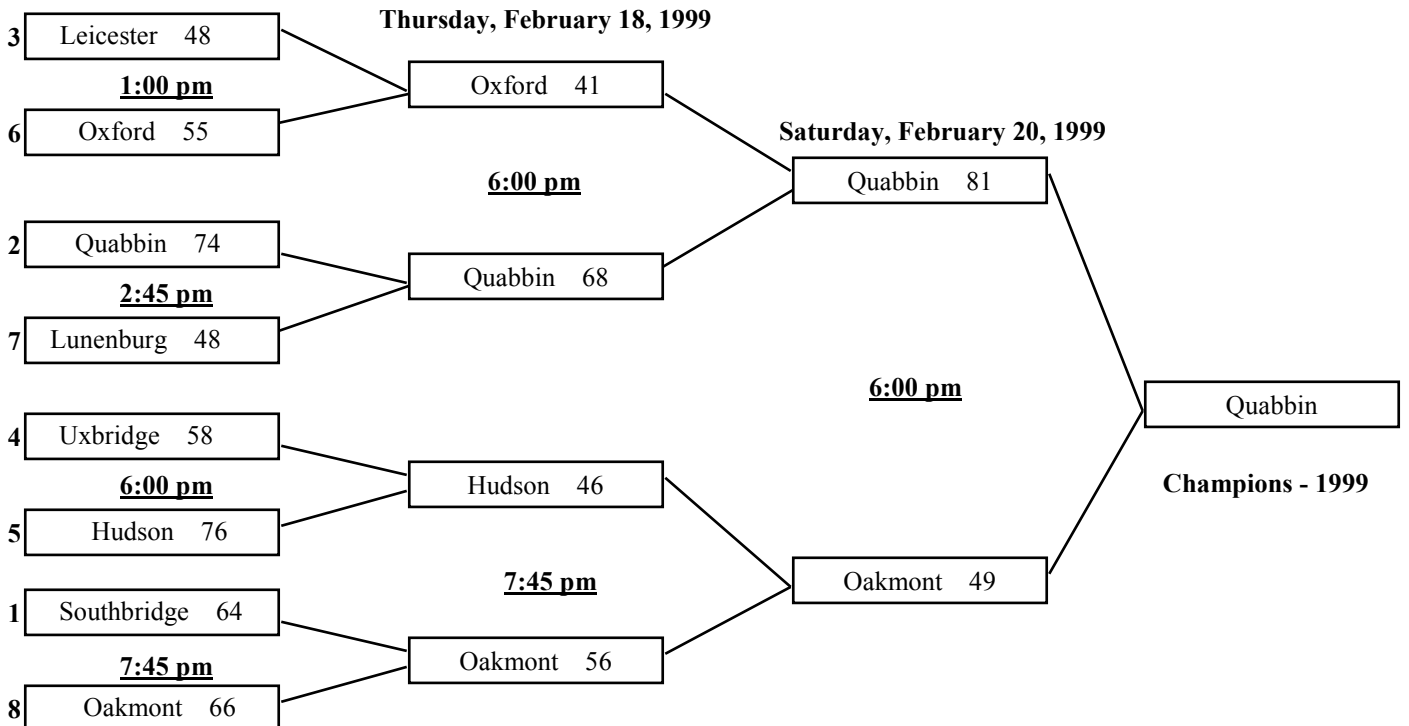 Thursday, February 18, 1999
3 Leicester 48
1:00 pm
6 Oxford 55
Oxford 41
Saturday, February 20, 1999
6:00 pm
Quabbin 81
2 Quabbin 74
2:45 pm
7 Lunenburg 48
Quabbin 68
6:00 pm
Quabbin
Champions - 1999
4 Uxbridge 58
6:00 pm
5 Hudson 76
Hudson 46
7:45 pm
Oakmont 49
1 Southbridge 64
7:45 pm
8 Oakmont 66
Oakmont 56